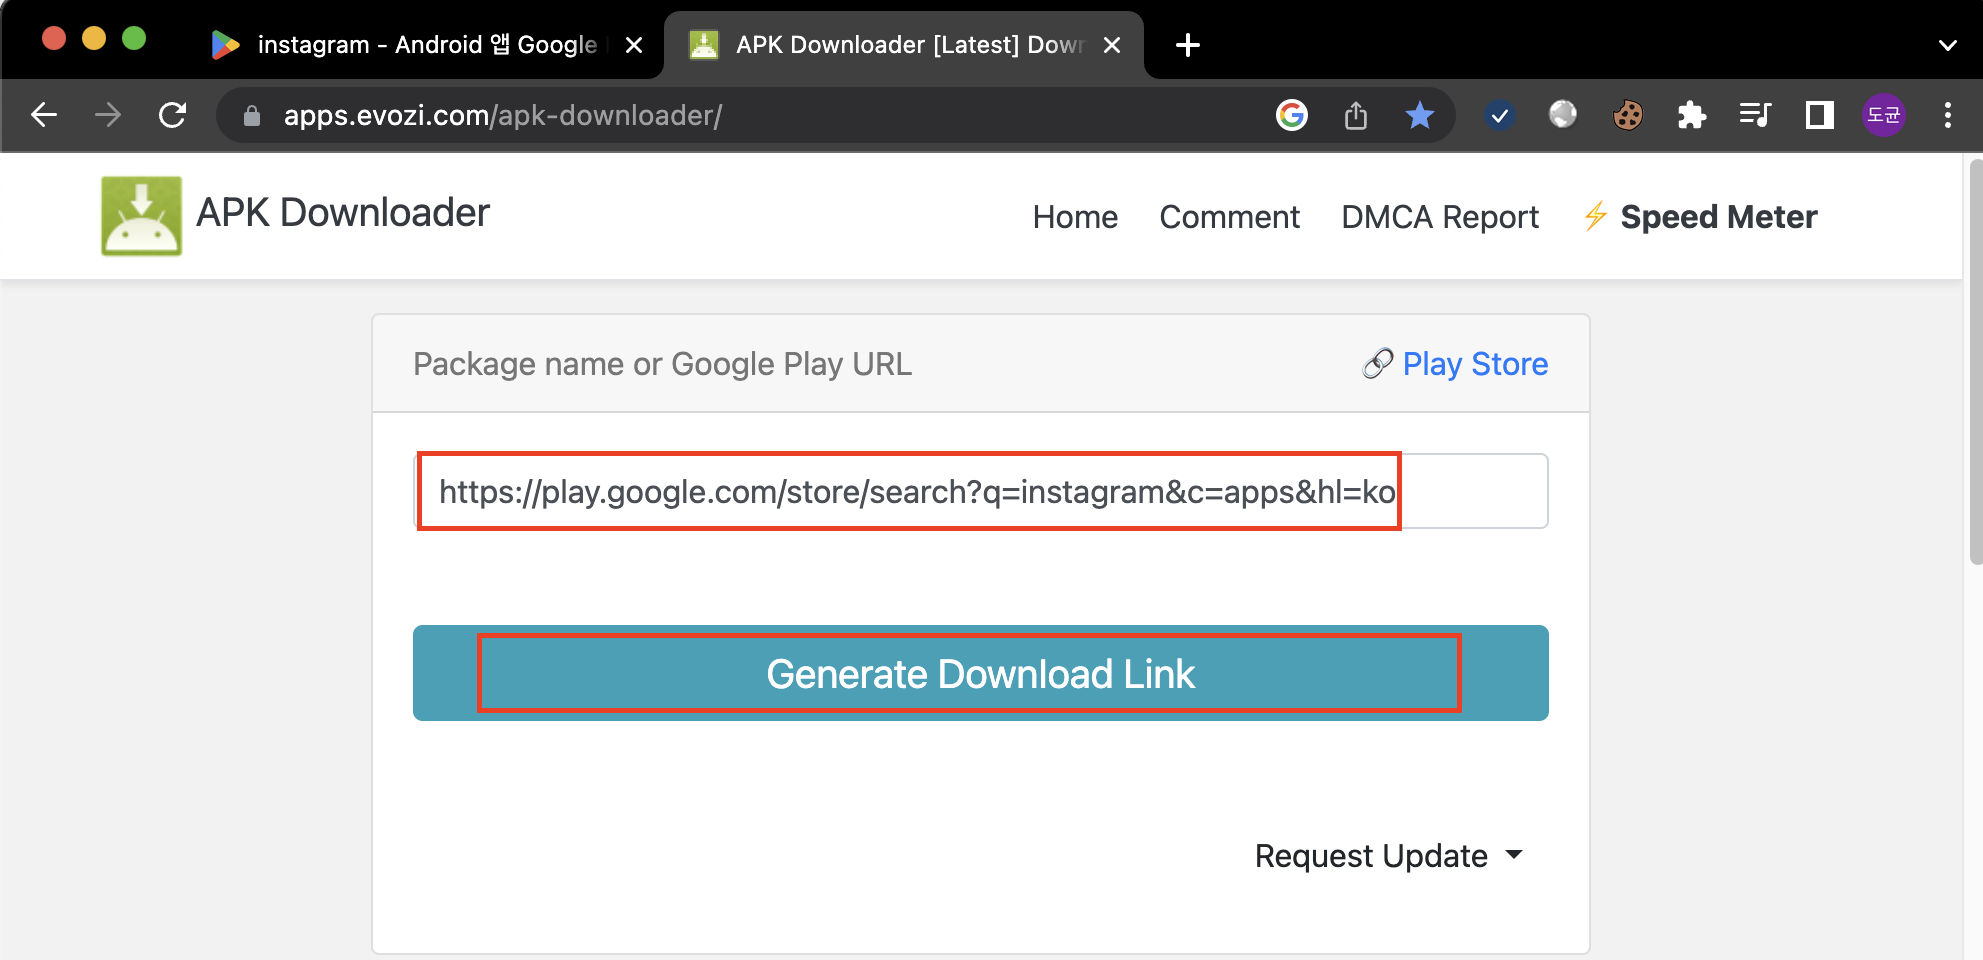 instagram - Android 앱 Google
APK Downloader [Latest] Down
apps.evozi.com/apk-downloader/
도균
APK Downloader
Home
Comment
DMCA Report
Speed Meter
Package name or Google Play URL
Play Store
https://play.google.com/store/search?q=instagram&c=apps&hl=ko
Generate Download Link
Request Update